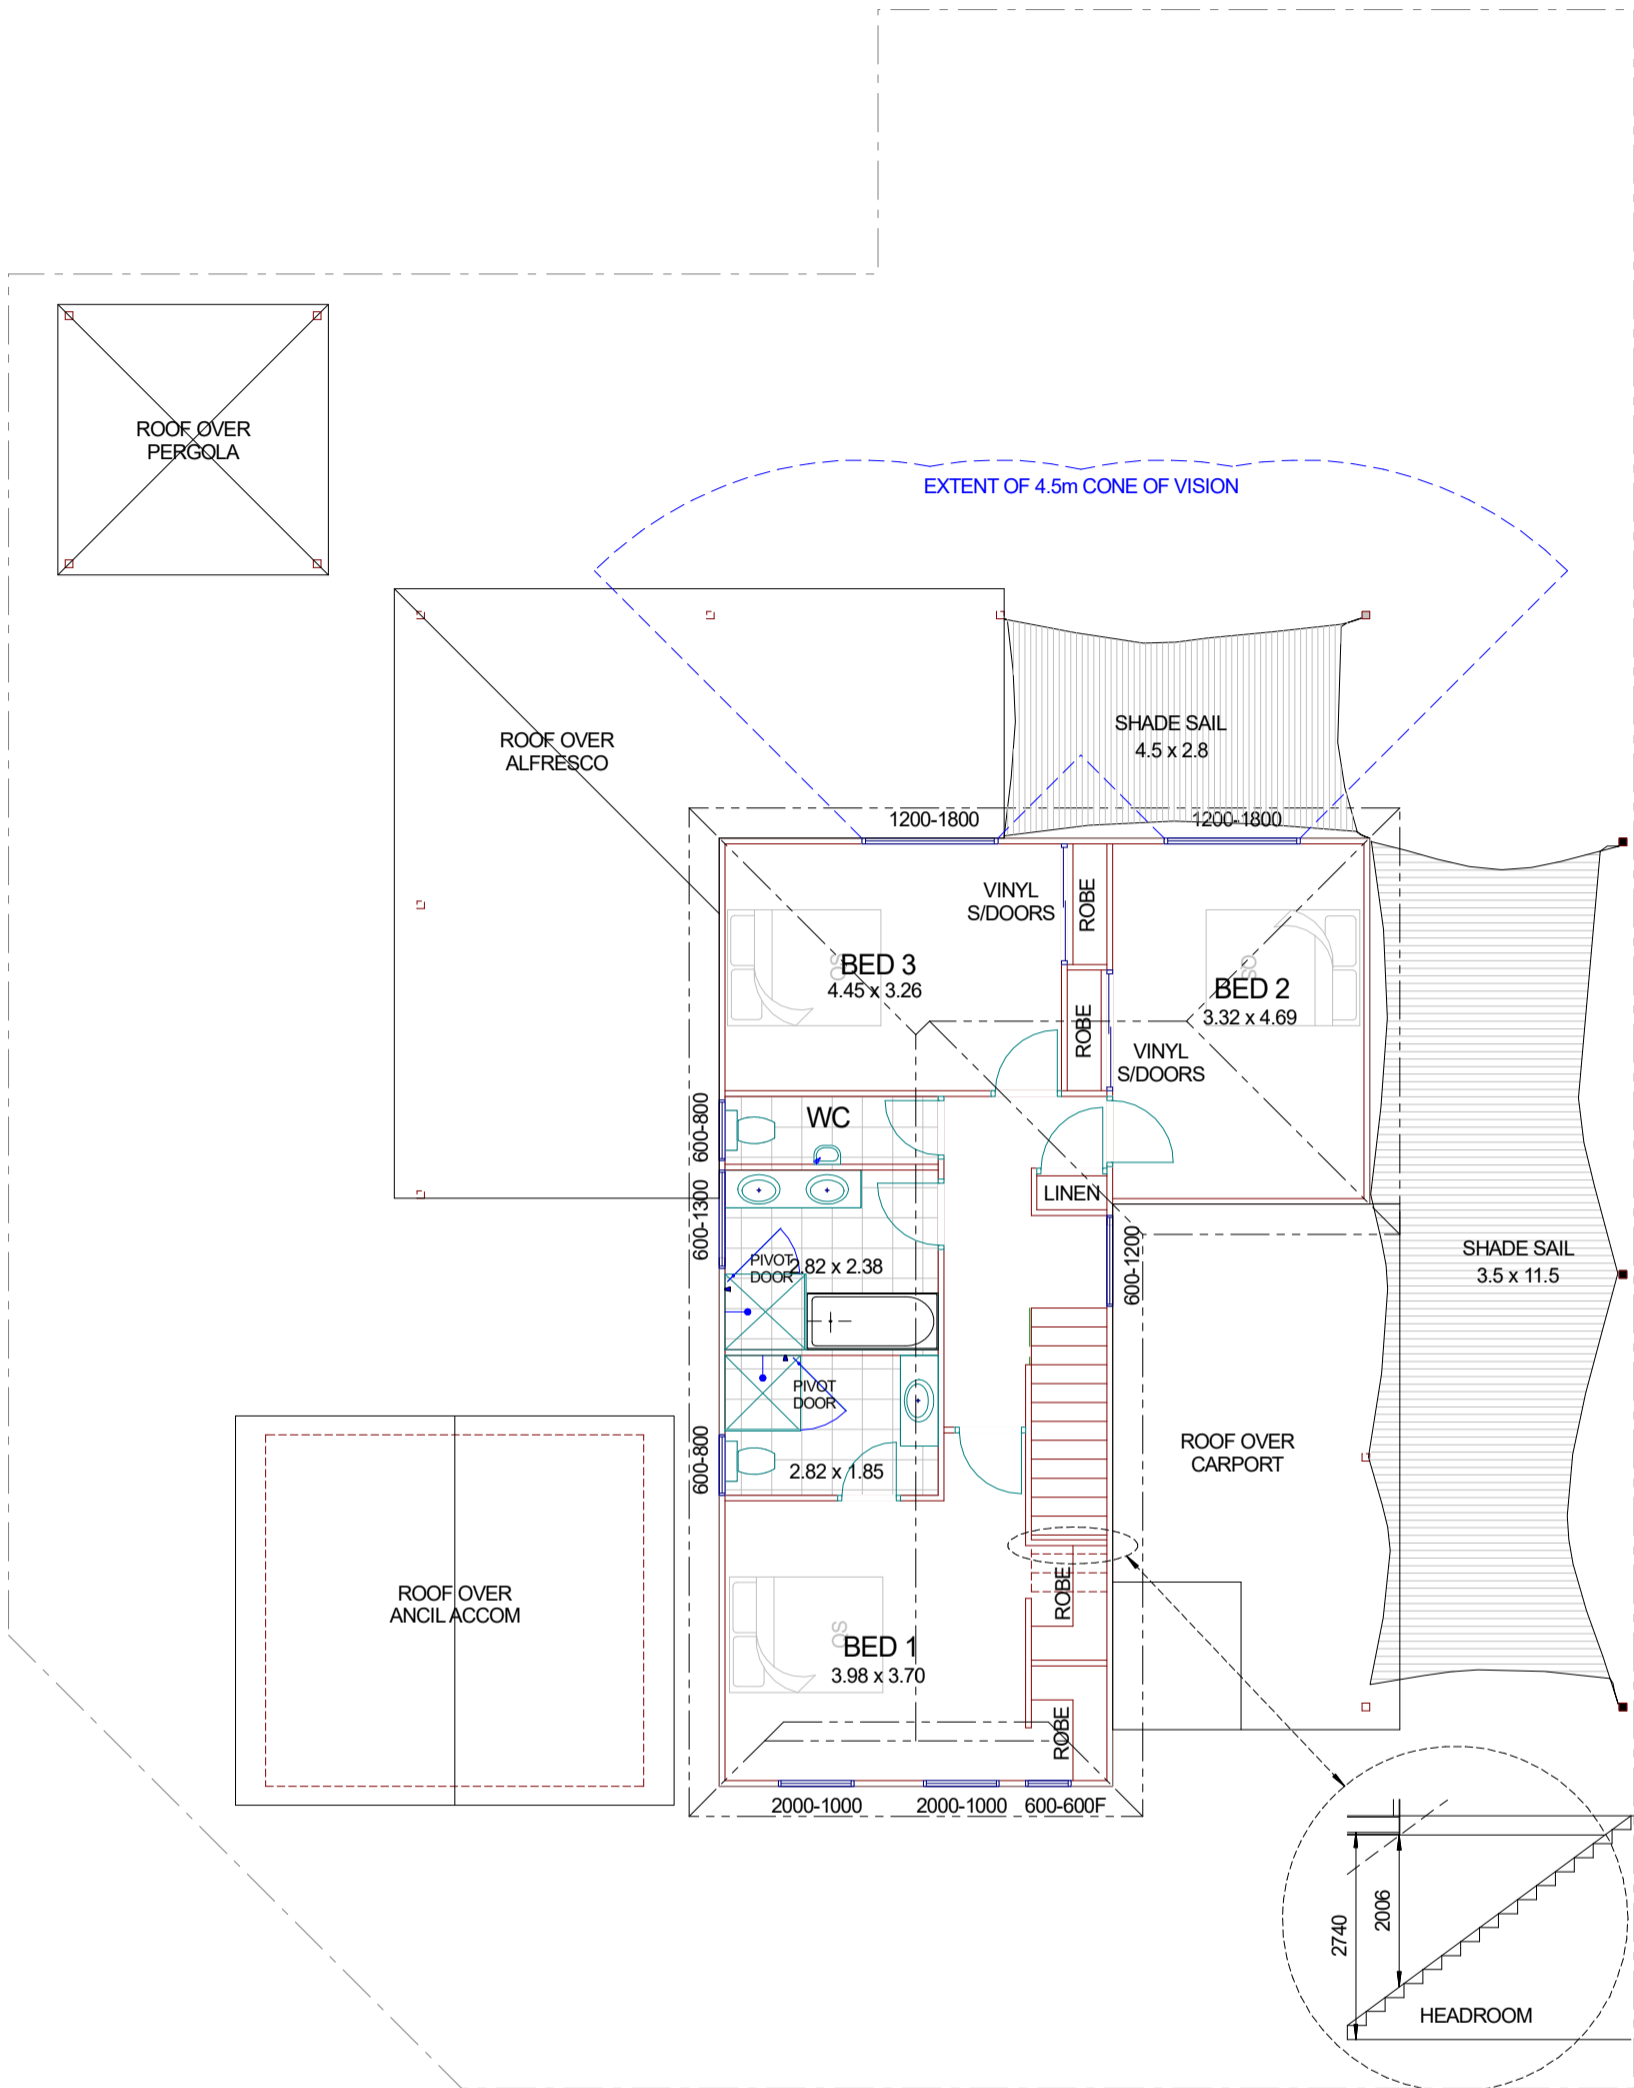 ROOF OVER
PERGOLA
EXTENT OF 4.5m CONE OF VISION
ROOF OVER
ALFRESCO
SHADE SAIL
4.5 x 2.8
1200-1800
1200-1800
VINYL
S/DOORS
ROBE
BED 3
4.45 x 3.26
QS
BED 2
3.32 x 4.69
QS
ROBE
VINYL
S/DOORS
WC
600-800
LINEN
600-1300
PIVOT
DOOR
2.82 x 2.38
600-1200
SHADE SAIL
3.5 x 11.5
PIVOT
DOOR
600-800
2.82 x 1.85
ROOF OVER
CARPORT
ROOF OVER
ANCIL ACCOM
ROBE
QS
BED 1
3.98 x 3.70
ROBE
2000-1000
2000-1000
600-600F
2740
2006
HEADROOM